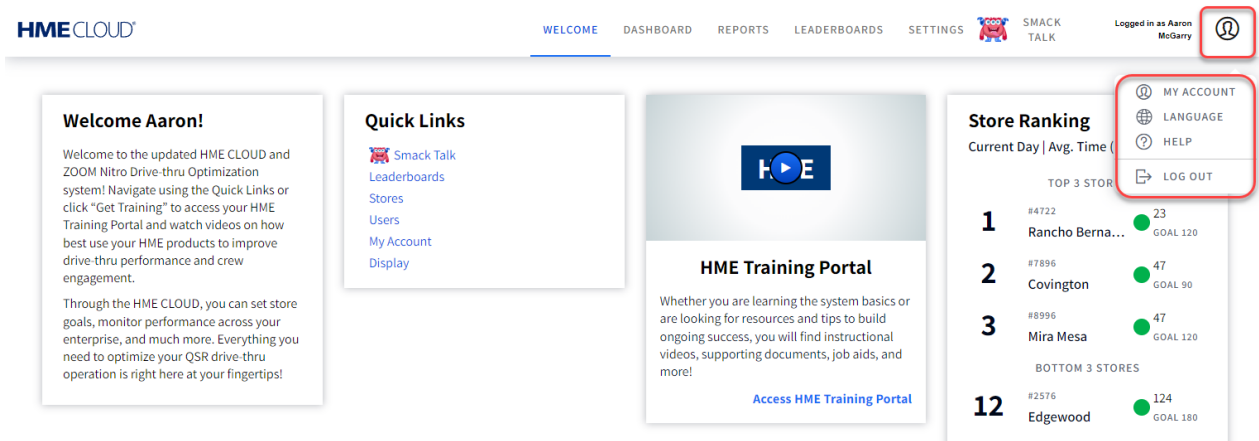 HME CLOUD®
WELCOME
DASHBOARD
REPORTS
LEADERBOARDS
SETTINGS
SMACK
TALK
Logged in as Aaron
McGarry
MY ACCOUNT
LANGUAGE
HELP
LOG OUT
Welcome Aaron!
Welcome to the updated HME CLOUD and
ZOOM Nitro Drive-thru Optimization
system! Navigate using the Quick Links or
click “Get Training” to access your HME
Training Portal and watch videos on how
best use your HME products to improve
drive-thru performance and crew
engagement.
Through the HME CLOUD, you can set store
goals, monitor performance across your
enterprise, and much more. Everything you
need to optimize your QSR drive-thru
operation is right here at your fingertips!
Quick Links
Smack Talk
Leaderboards
Stores
Users
My Account
Display
HME
HME Training Portal
Whether you are learning the system basics or
are looking for resources and tips to build
ongoing success, you will find instructional
videos, supporting documents, job aids, and
more!
Access HME Training Portal
Store Ranking
Current Day | Avg. Time (
TOP 3 STOR
1
#4722
Rancho Berna...
23
GOAL 120
2
#7896
Covington
47
GOAL 90
3
#8996
Mira Mesa
47
GOAL 120
BOTTOM 3 STORES
12
#2576
Edgewood
124
GOAL 180